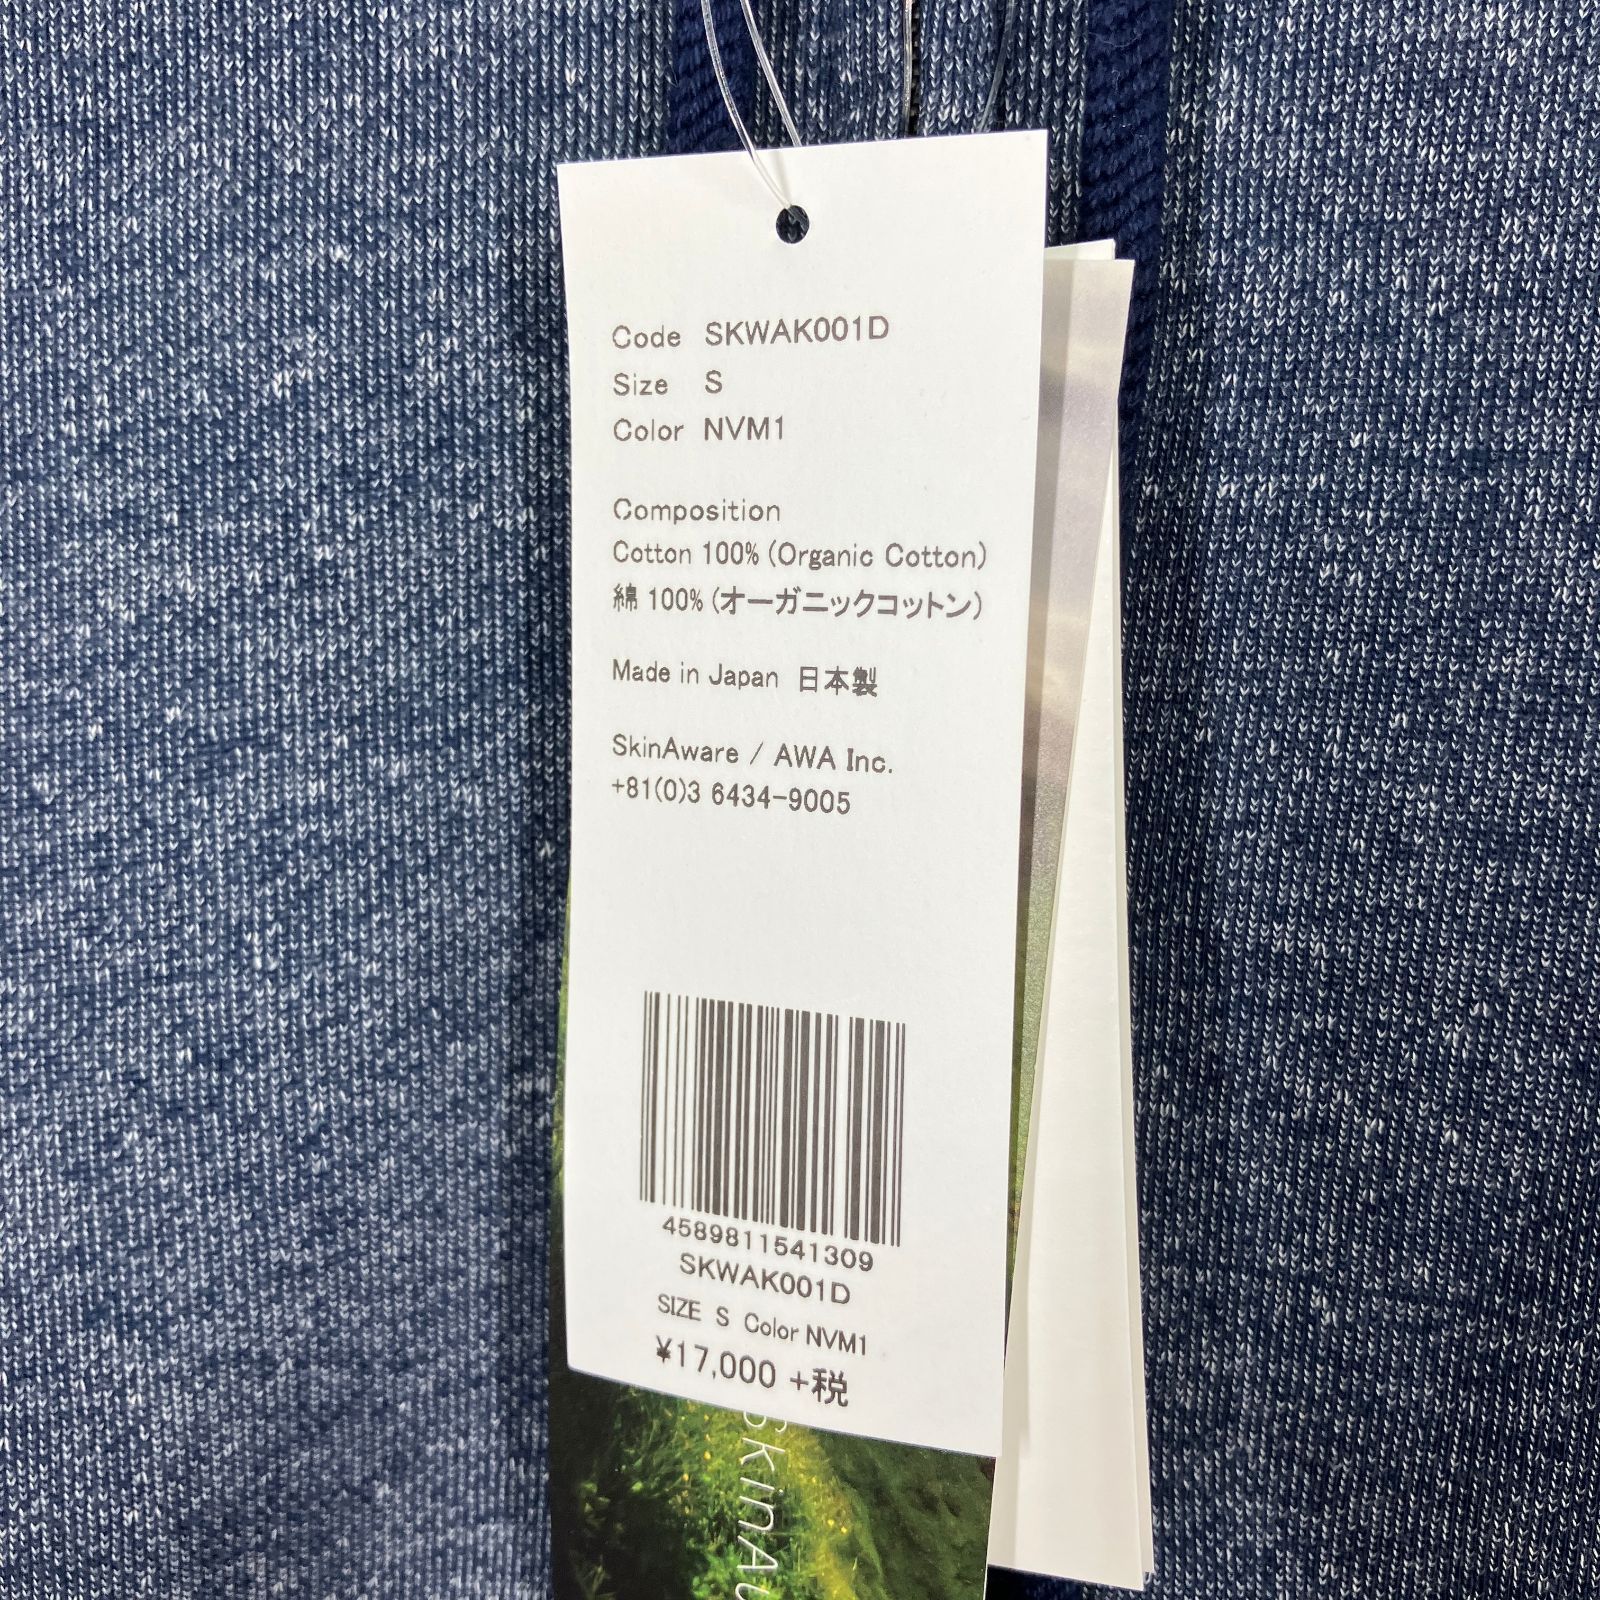 Code SKWAK001D
Size S
Color NVM1
Composition
Cotton 100% (Organic Cotton)
綿 100% (オーガニックコットン)
Made in Japan 日本製
SkinAware / AWA Inc.
+81(0)3 6434-9005
4589811541309
SKWAK001D
SIZE S Color NVM1
¥17,000 +税